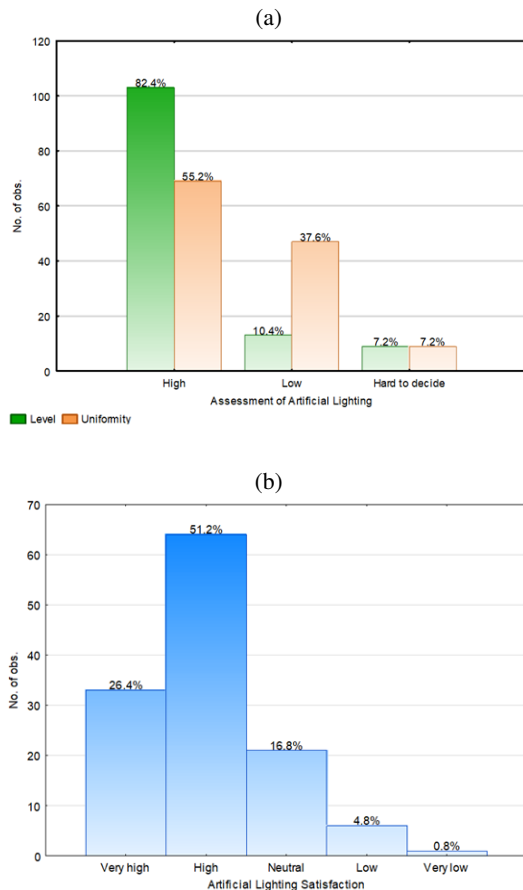 (a)
120
100
80
60
40
20
0
No. of obs.
82.4%
55.2%
10.4%
37.6%
7.2%
7.2%
High
Low
Hard to decide
Assessment of Artificial Lighting
Level
Uniformity
(b)
70
60
50
40
30
20
10
0
No. of obs.
26.4%
51.2%
16.8%
4.8%
0.8%
Very high
High
Neutral
Low
Very low
Artificial Lighting Satisfaction